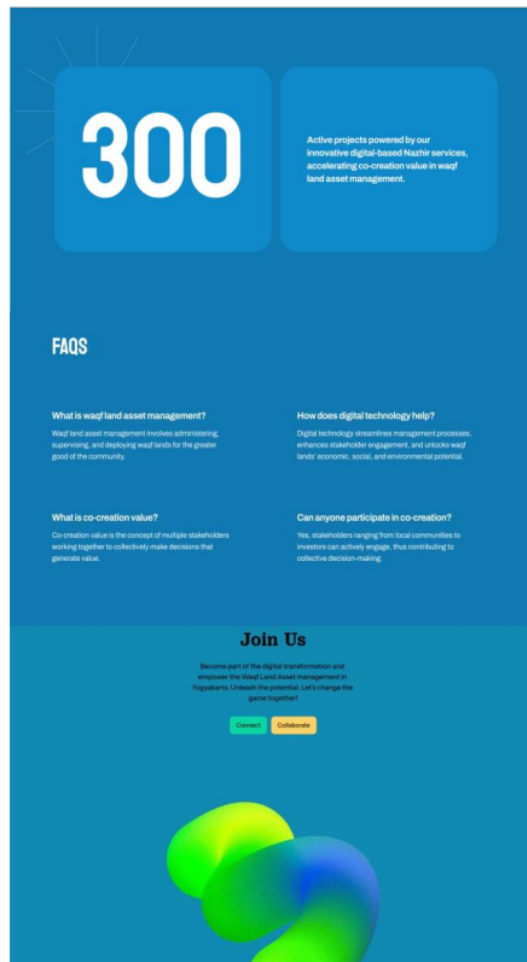 300
Active projects powered by our
innovative digital-based Nazhir services,
accelerating co-creation value in waqf
land asset management.
FAQS
What is waqf land asset management?
Waqf land asset management involves administering,
supervising, and deploying waqf lands for the greater
good of the community.
How does digital technology help?
Digital technology streamlines management processes,
enhances stakeholder engagement, and unlocks waqf
lands' economic, social, and environmental potential.
What is co-creation value?
Co-creation value is the concept of multiple stakeholders
working together to collectively make decisions that
generate value.
Can anyone participate in co-creation?
Yes, stakeholders ranging from local communities to
investors can actively engage, thus contributing to
collective decision-making.
Join Us
Become part of the digital transformation and
empower the Waqf Land Asset management in
Yogyakarta. Unleash the potential. Let's change the
game together!
Connect
Collaborate